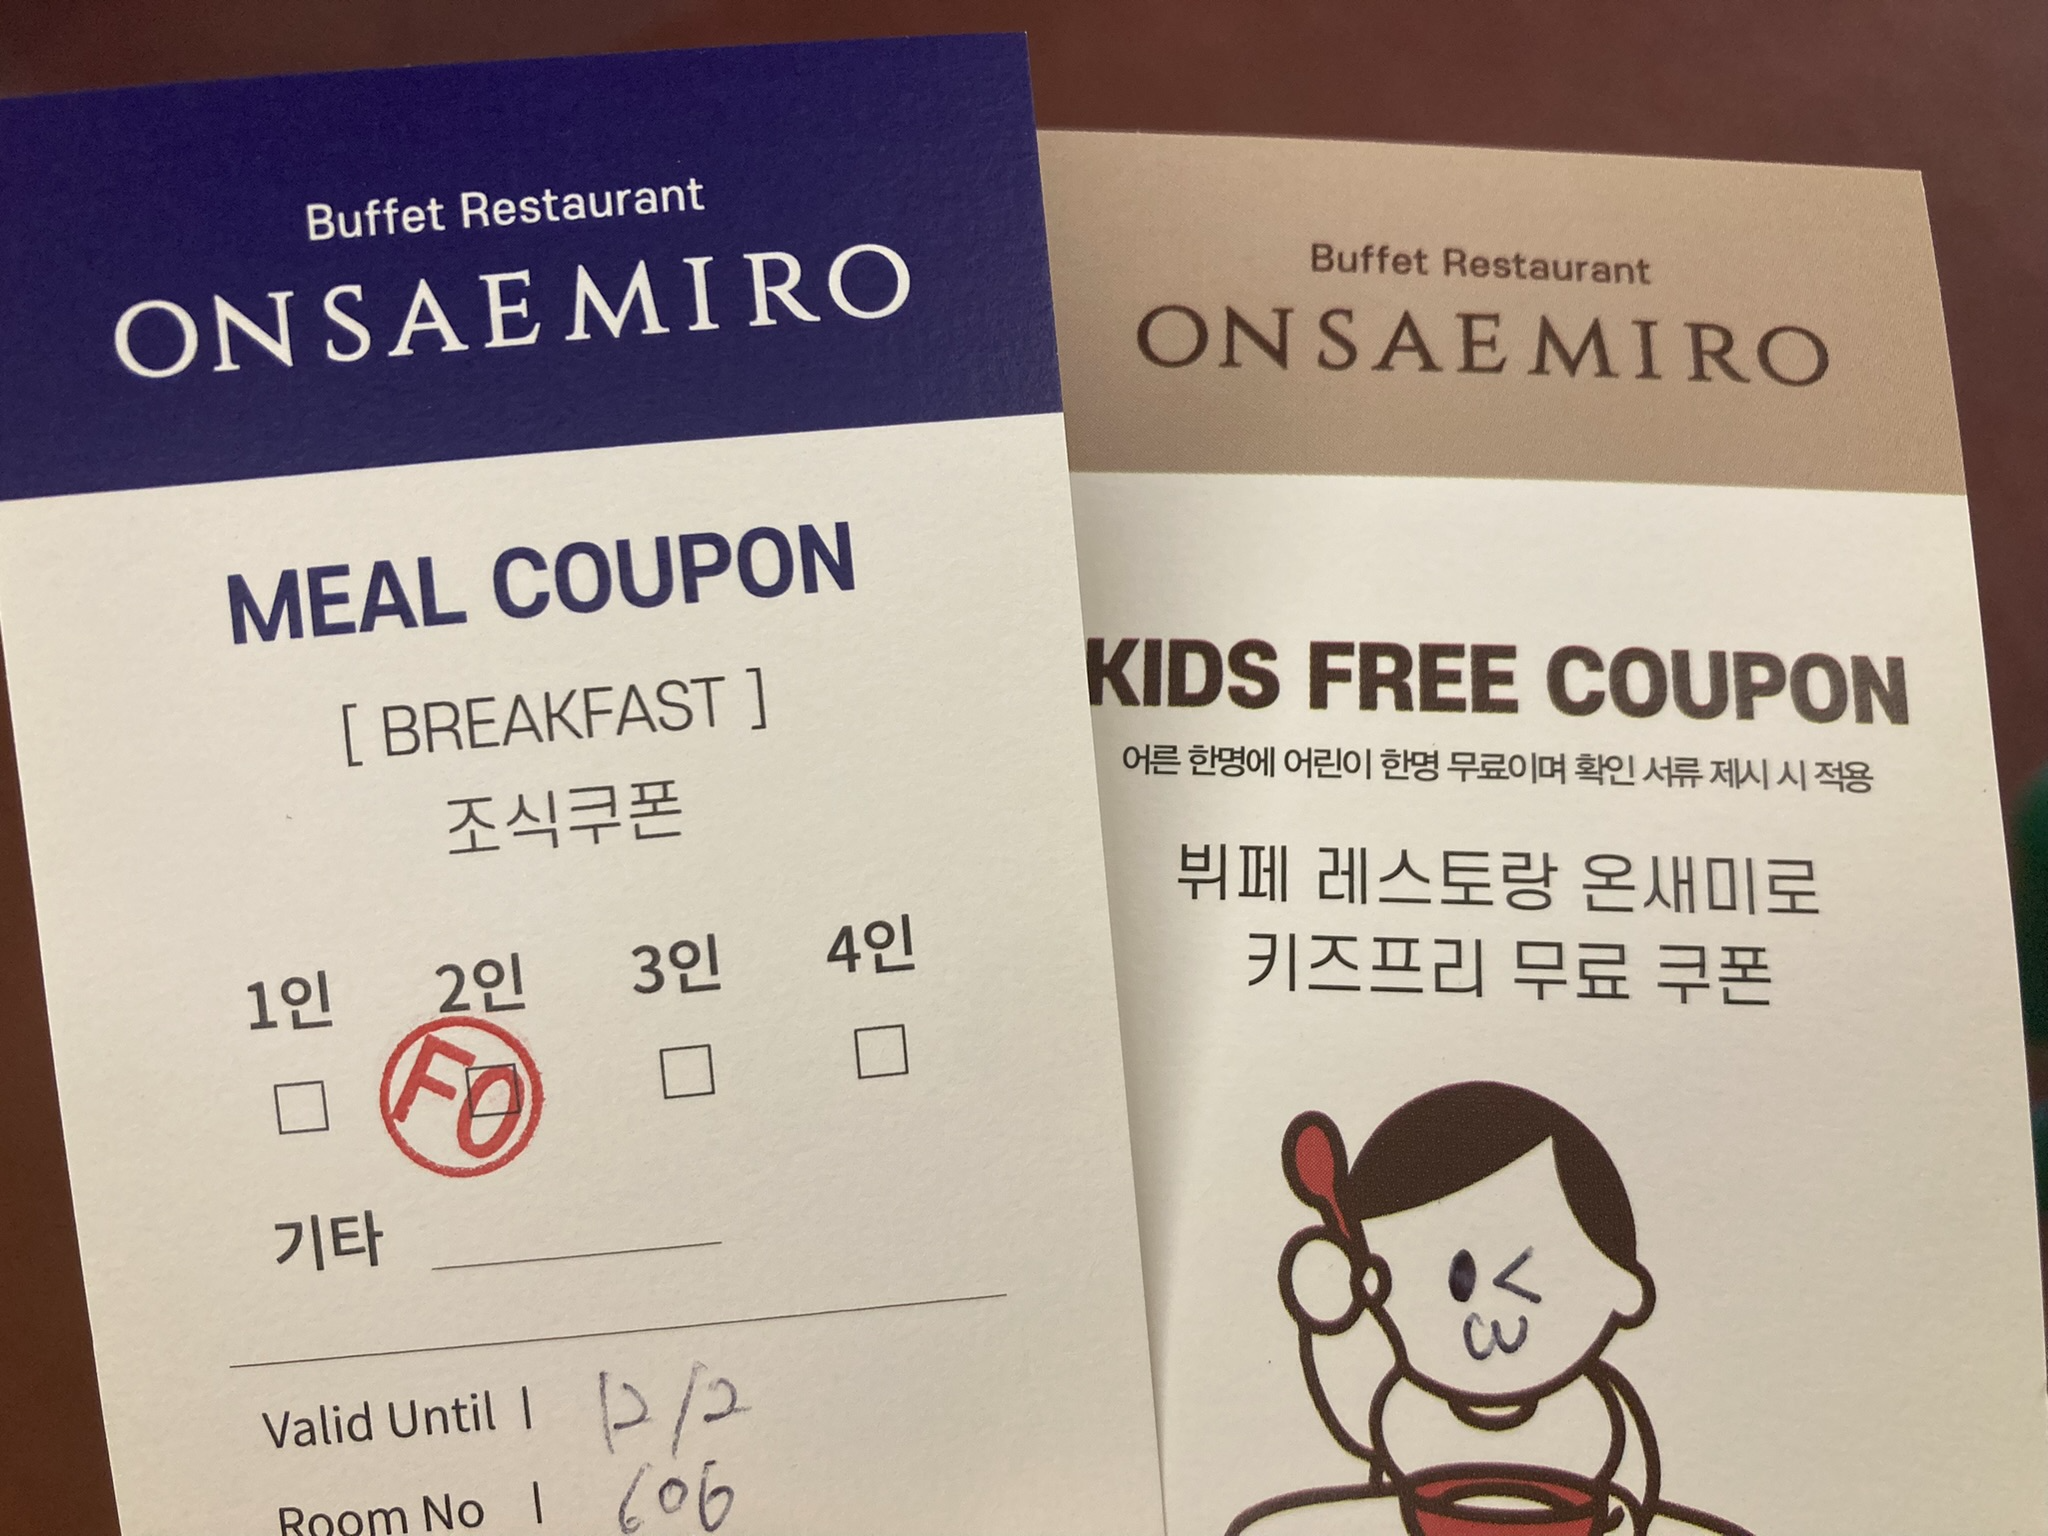 Buffet Restaurant
ONSAEMIRO
MEAL COUPON
[ BREAKFAST ]
조식쿠폰
1인 2인 3인 4인
FO
기타
Valid Until | 12/2
Room No | 606
Buffet Restaurant
ONSAEMIRO
KIDS FREE COUPON
어른 한명에 어린이 한명 무료이며 확인 서류 제시 시 적용
뷔페 레스토랑 온새미로
키즈프리 무료 쿠폰